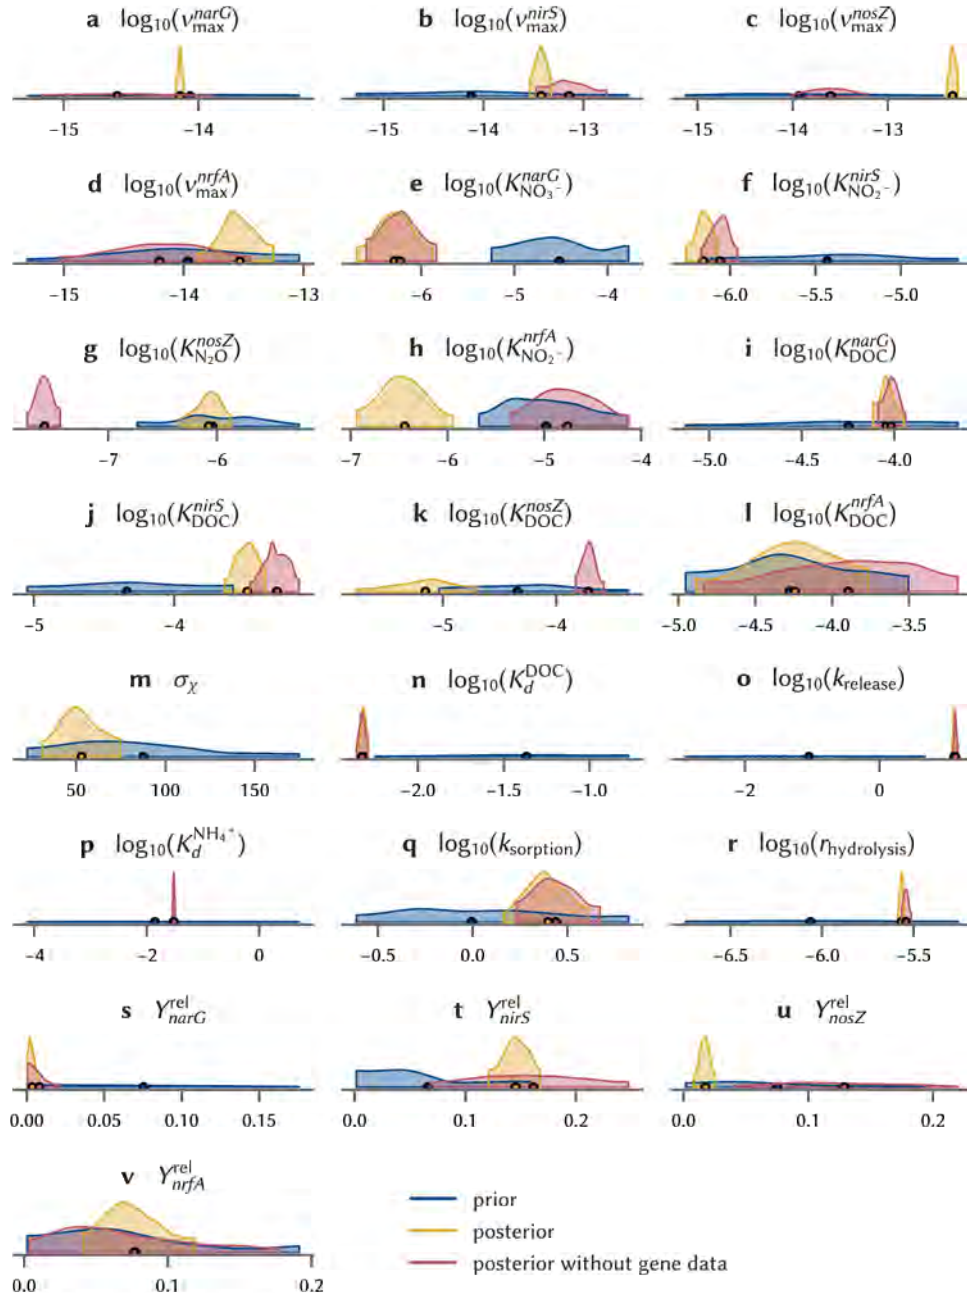 a log₁₀(v_max^narG) b log₁₀(v_max^nirS) c log₁₀(v_max^nosZ)
−15 −14 −15 −14 −13 −15 −14 −13
d log₁₀(v_max^nrfA) e log₁₀(K_NO₃⁻^narG) f log₁₀(K_NO₂⁻^nirS)
−15 −14 −13 −6 −5 −4 −6.0 −5.5 −5.0
g log₁₀(K_N₂O^nosZ) h log₁₀(K_NO₂⁻^nrfA) i log₁₀(K_DOC^narG)
−7 −6 −7 −6 −5 −4 −5.0 −4.5 −4.0
j log₁₀(K_DOC^nirS) k log₁₀(K_DOC^nosZ) l log₁₀(K_DOC^nrfA)
−5 −4 −5 −4 −5.0 −4.5 −4.0 −3.5
m σ_χ n log₁₀(K_d^DOC) o log₁₀(k_release)
50 100 150 −2.0 −1.5 −1.0 −2 0
p log₁₀(K_d^NH₄⁺) q log₁₀(k_sorption) r log₁₀(r_hydrolysis)
−4 −2 0 −0.5 0.0 0.5 −6.5 −6.0 −5.5
s Y_narG^rel t Y_nirS^rel u Y_nosZ^rel
0.00 0.05 0.10 0.15 0.0 0.1 0.2 0.0 0.1 0.2
v Y_nrfA^rel
prior
posterior
posterior without gene data
0.0 0.1 0.2